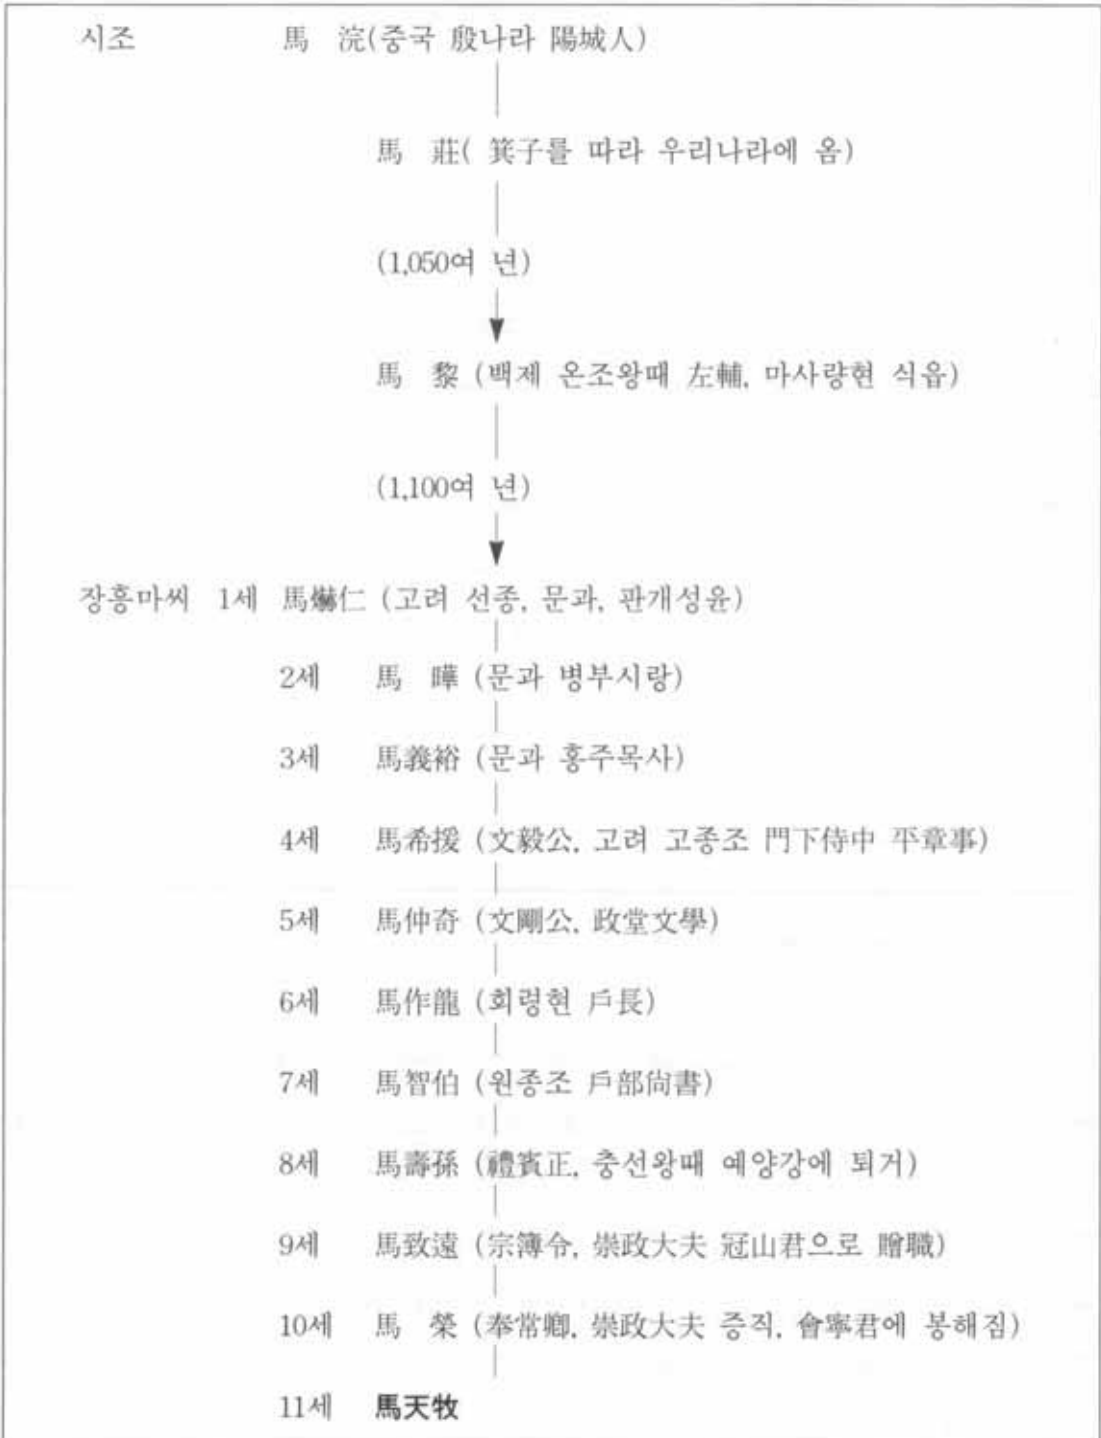 시조 馬 浣(중국 殷나라 陽城人)
馬 莊( 箕子를 따라 우리나라에 옴)
(1,050여 년)
馬 黎 (백제 온조왕때 左輔, 마사량현 식읍)
(1,100여 년)
장흥마씨 1세 馬爀仁 (고려 선종, 문과, 관개성윤)
2세 馬 曄 (문과 병부시랑)
3세 馬義裕 (문과 홍주목사)
4세 馬希援 (文毅公, 고려 고종조 門下侍中 平章事)
5세 馬仲奇 (文剛公, 政堂文學)
6세 馬作龍 (회령현 戶長)
7세 馬智伯 (원종조 戶部尙書)
8세 馬壽孫 (禮賓正, 충선왕때 예양강에 퇴거)
9세 馬致遠 (宗簿令, 崇政大夫 冠山君으로 贈職)
10세 馬 榮 (奉常卿, 崇政大夫 증직, 會寧君에 봉해짐)
11세 馬天牧